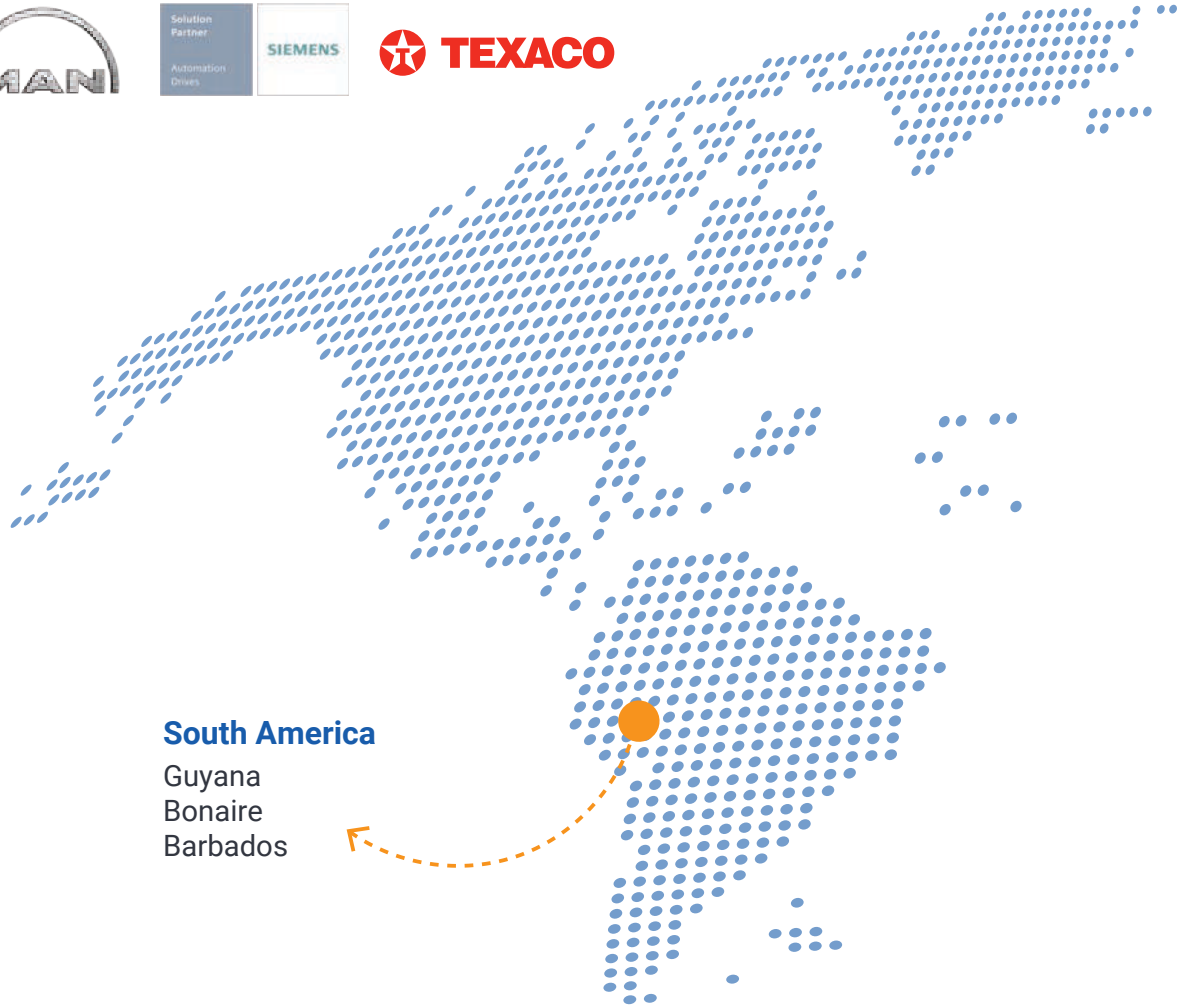 MAN
Solution
Partner
Automation
Drives
SIEMENS
TEXACO
South America
Guyana
Bonaire
Barbados